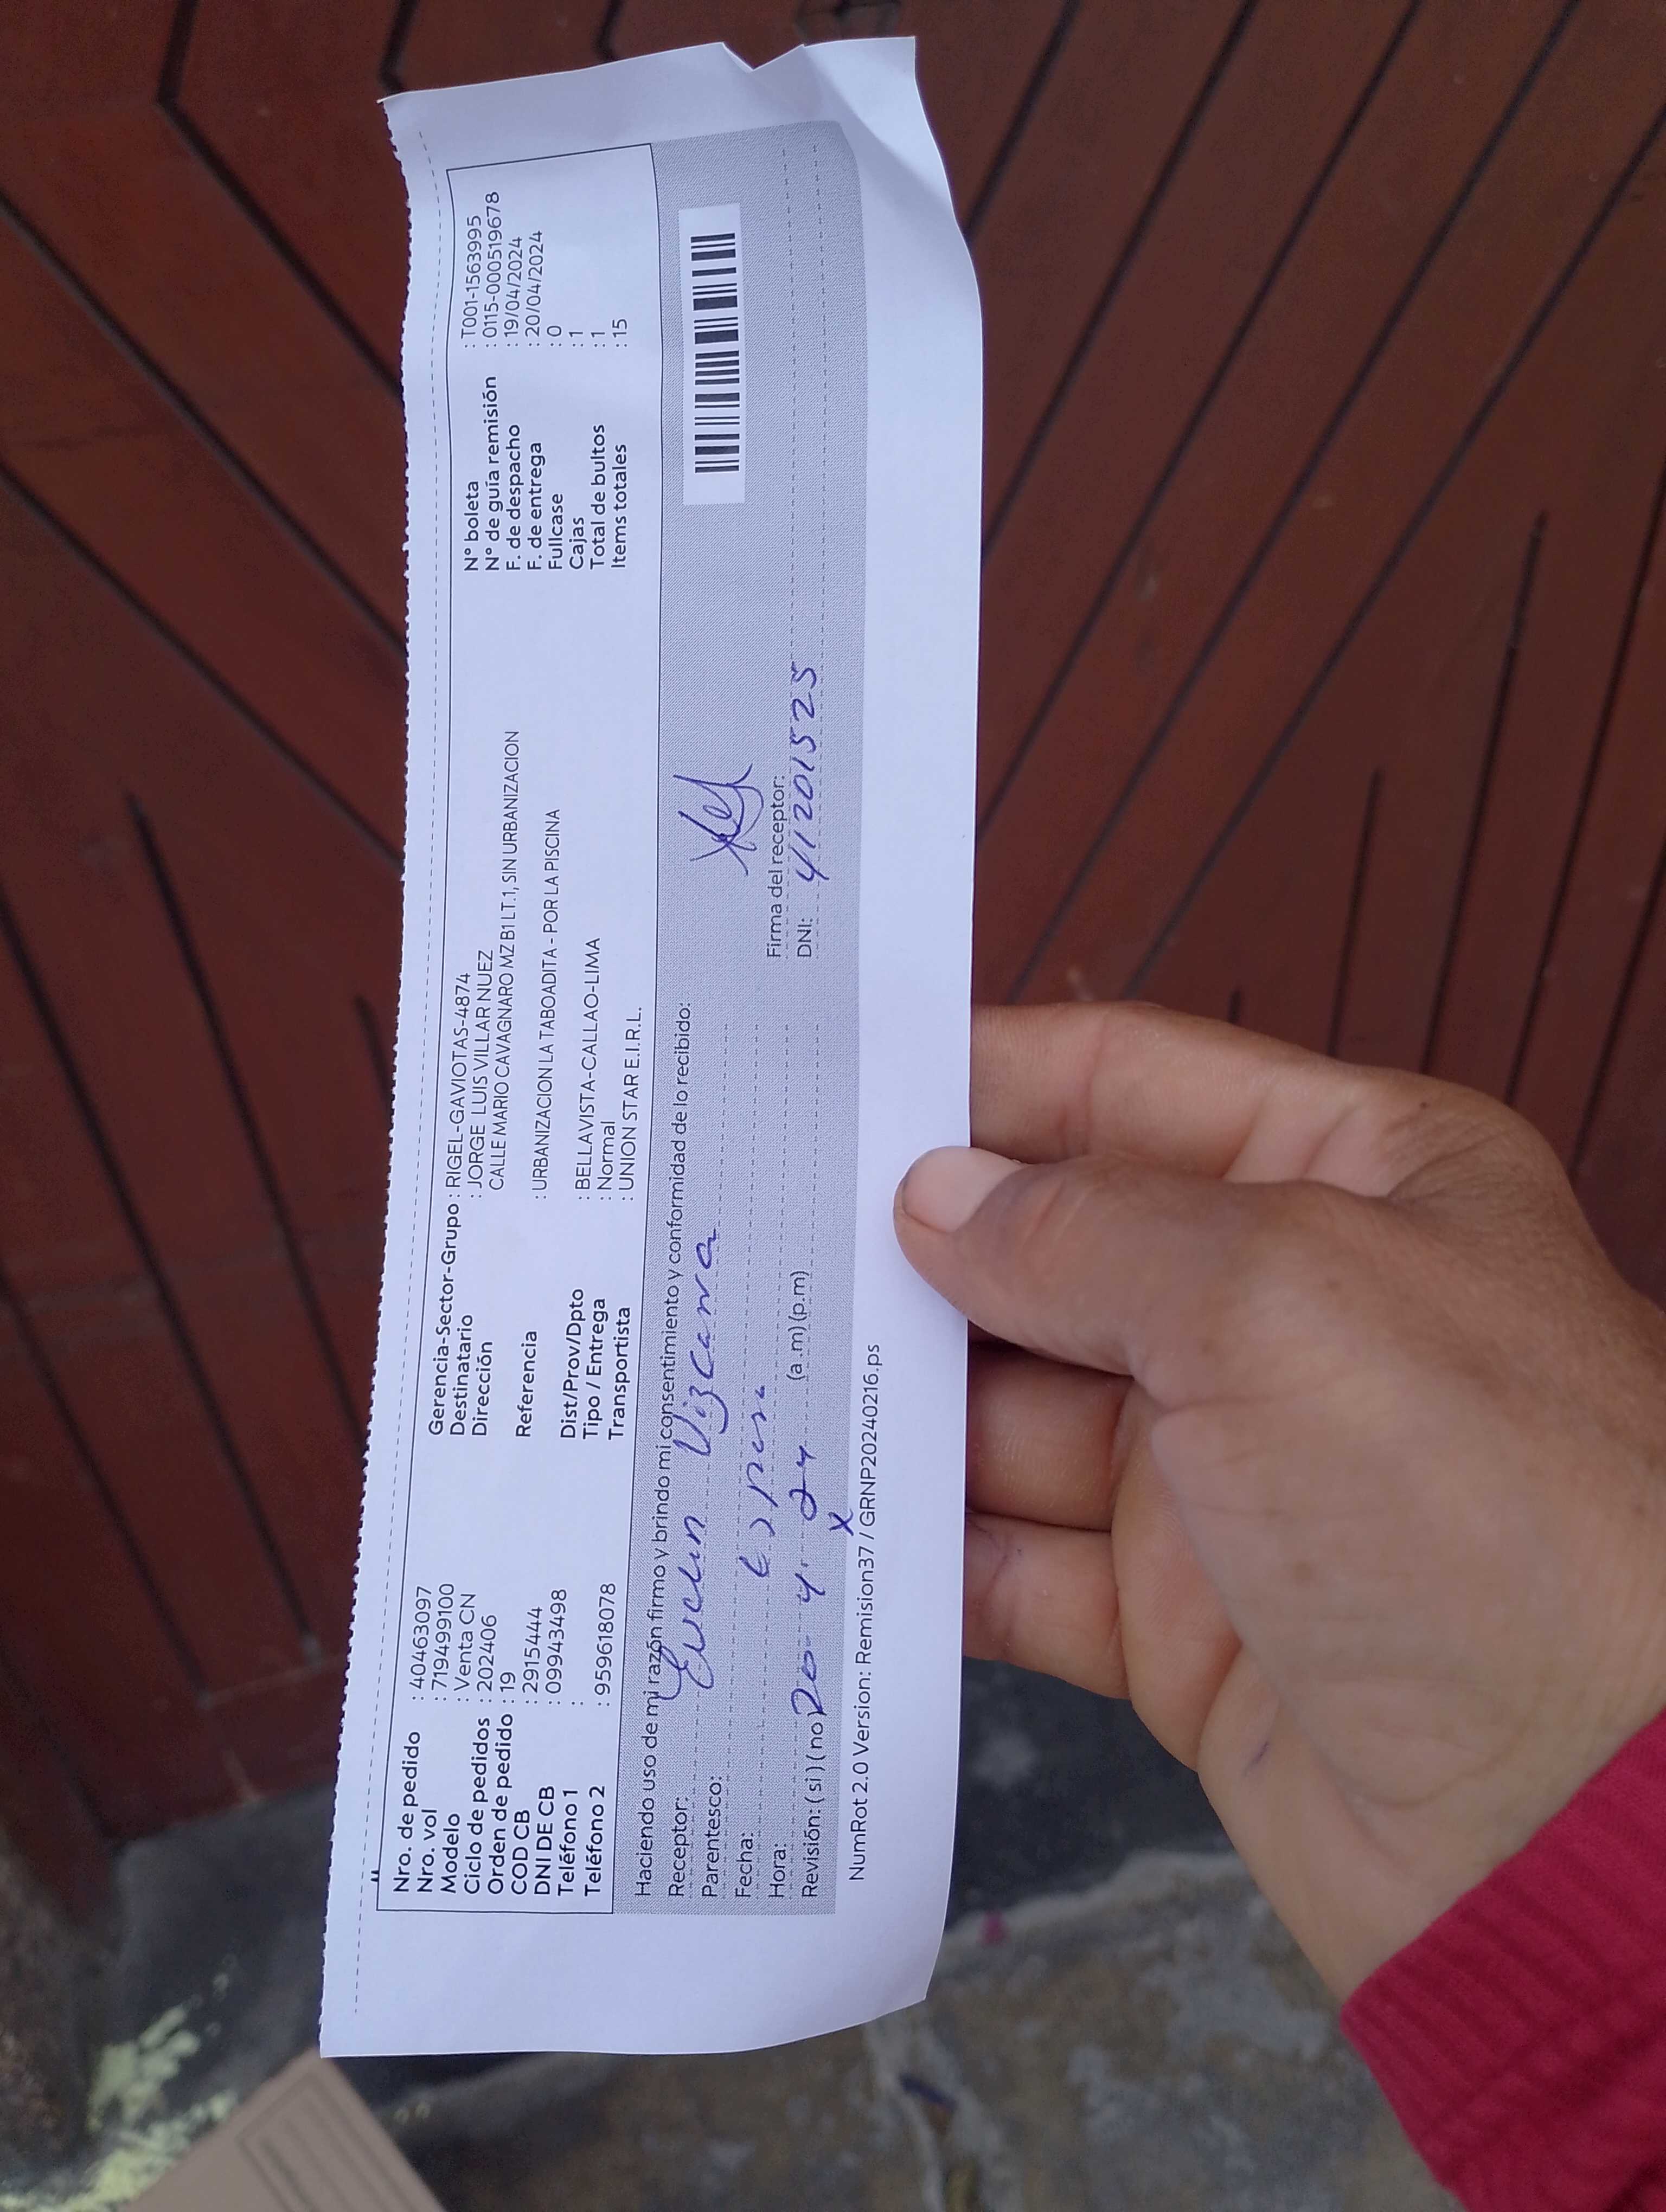 Nro. de pedido : 40463097
Nro. vol : 719499100
Modelo : Venta CN
Ciclo de pedidos : 202406
Orden de pedido : 19
COD CB : 2915444
DNI DE CB : 09943498
Teléfono 1 :
Teléfono 2 : 959618078
Gerencia-Sector-Grupo : RIGEL-GAVIOTAS-4874
Destinatario : JORGE LUIS VILLAR NUEZ
Dirección CALLE MARIO CAVAGNARO MZ B1 LT.1, SIN URBANIZACION
Referencia : URBANIZACION LA TABOADITA - POR LA PISCINA
Dist/Prov/Dpto : BELLAVISTA-CALLAO-LIMA
Tipo / Entrega : Normal
Transportista : UNION STAR E.I.R.L.
N° boleta : T001-1563995
N° de guía remisión : 0115-000519678
F. de despacho : 19/04/2024
F. de entrega : 20/04/2024
Fullcase : 0
Cajas : 1
Total de bultos : 1
Items totales : 15
Haciendo uso de mi razón firmo y brindo mi consentimiento y conformidad de lo recibido:
Receptor: Evelin Vizcarra
Parentesco:
Fecha:
Hora: 20- 4. 24 (a.m) (p.m)
Revisión: ( si ) ( no ) X
Firma del receptor:
DNI: 41201525
NumRot 2.0 Version: Remision37 / GRNP20240216.ps